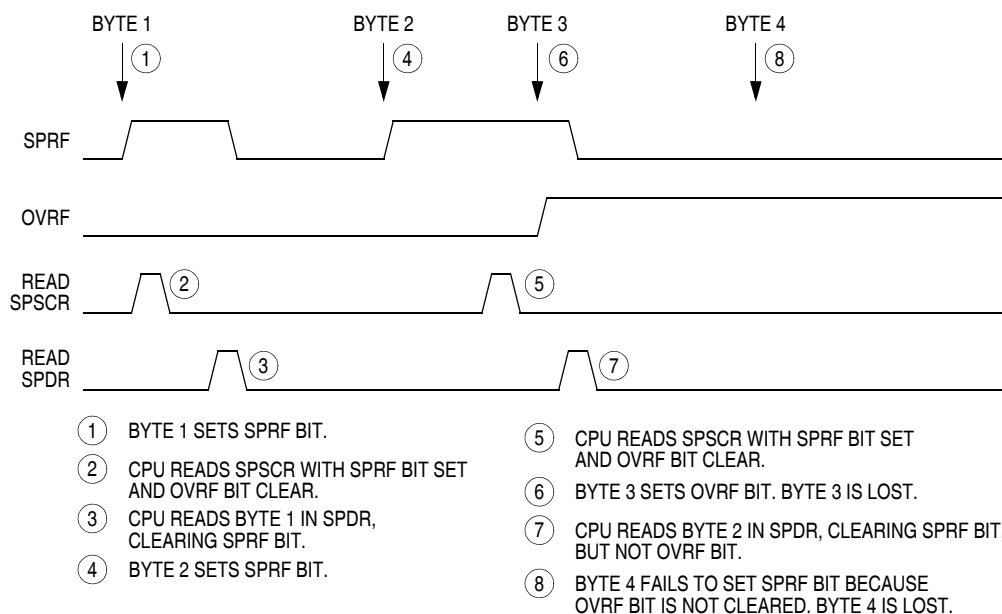 BYTE 1 BYTE 2 BYTE 3 BYTE 4
1 4 6 8
SPRF
OVRF
READ
SPSCR
2 5
READ
SPDR
3 7
1 BYTE 1 SETS SPRF BIT.
2 CPU READS SPSCR WITH SPRF BIT SET
AND OVRF BIT CLEAR.
3 CPU READS BYTE 1 IN SPDR,
CLEARING SPRF BIT.
4 BYTE 2 SETS SPRF BIT.
5 CPU READS SPSCR WITH SPRF BIT SET
AND OVRF BIT CLEAR.
6 BYTE 3 SETS OVRF BIT. BYTE 3 IS LOST.
7 CPU READS BYTE 2 IN SPDR, CLEARING SPRF BIT
BUT NOT OVRF BIT.
8 BYTE 4 FAILS TO SET SPRF BIT BECAUSE
OVRF BIT IS NOT CLEARED. BYTE 4 IS LOST.